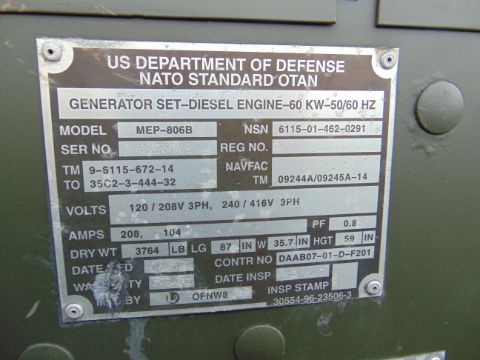 US DEPARTMENT OF DEFENSE
NATO STANDARD OTAN
GENERATOR SET-DIESEL ENGINE-60 KW-50/60 HZ
MODEL MEP-806B NSN 6115-01-462-0291
SER NO REG NO.
TM 9-6115-672-14 NAVFAC
TO 35C2-3-444-32 TM 09244A/09245A-14
VOLTS 120 / 208V 3PH, 240 / 416V 3PH
AMPS 208, 104 PF 0.8
DRY WT 3764 LB LG 87 IN W 35.7 IN HGT 59 IN
DATE MFD CONTR NO DAAB07-01-D-F201
WARRANTY DATE INSP
OFNW8 INSP STAMP
30554-96-23506-3